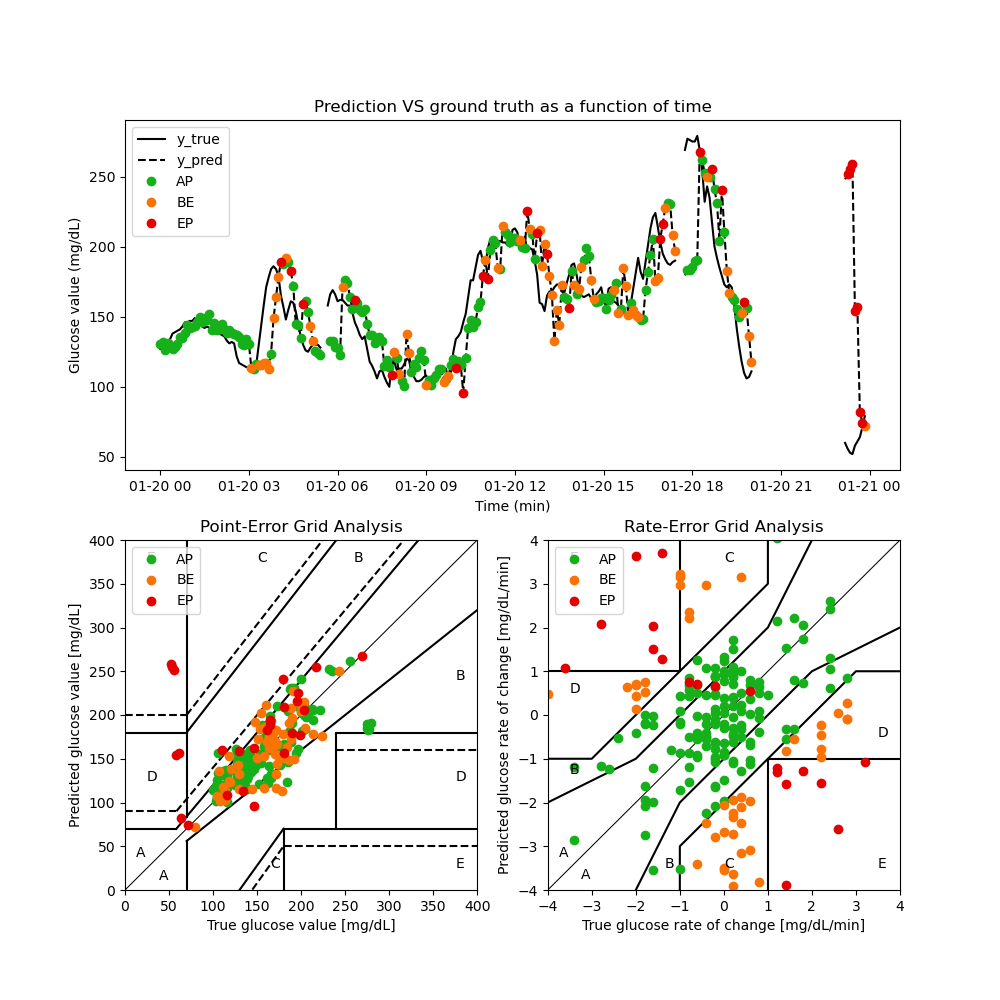 Prediction VS ground truth as a function of time
y_true
y_pred
AP
BE
EP
Glucose value (mg/dL)
250
200
150
100
50
01-20 00 01-20 03 01-20 06 01-20 09 01-20 12 01-20 15 01-20 18 01-20 21 01-21 00
Time (min)
Point-Error Grid Analysis
AP
BE
EP
C
B
B
D
D
A
A
C
E
Predicted glucose value [mg/dL]
400
350
300
250
200
150
100
50
0
0 50 100 150 200 250 300 350 400
True glucose value [mg/dL]
Rate-Error Grid Analysis
AP
BE
EP
C
D
D
B
A
A
B
C
E
Predicted glucose rate of change [mg/dL/min]
4
3
2
1
0
−1
−2
−3
−4
−4 −3 −2 −1 0 1 2 3 4
True glucose rate of change [mg/dL/min]